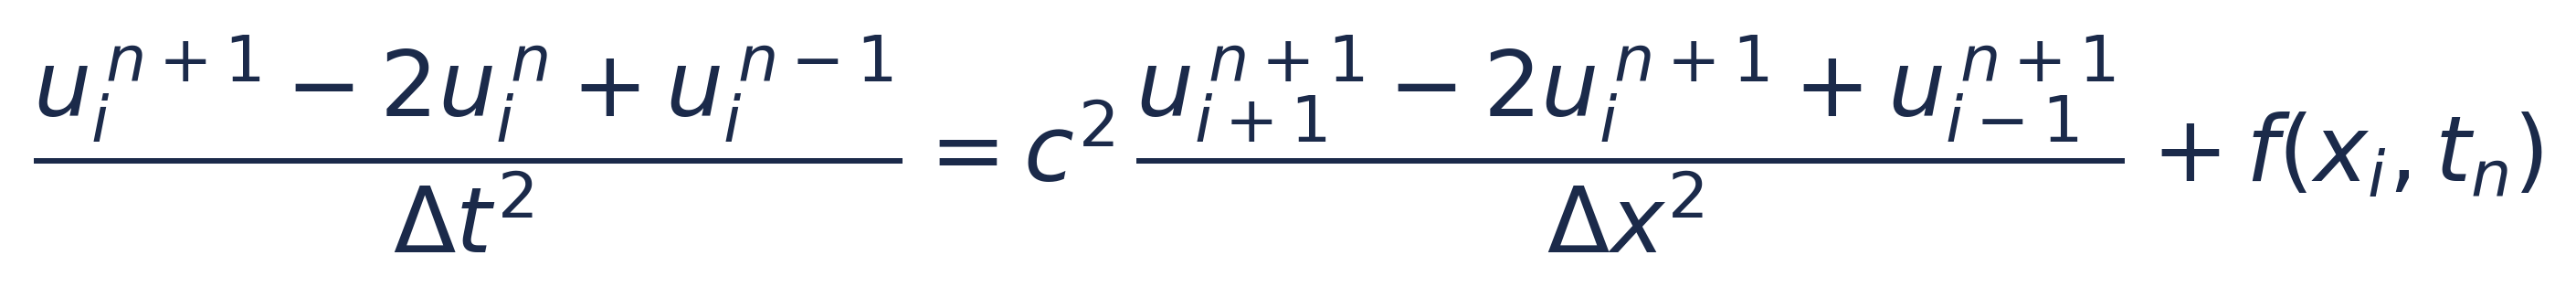 \frac{u_i^{n+1} - 2u_i^n + u_i^{n-1}}{\Delta t^2} = c^2 \frac{u_{i+1}^{n+1} - 2u_i^{n+1} + u_{i-1}^{n+1}}{\Delta x^2} + f(x_i, t_n)